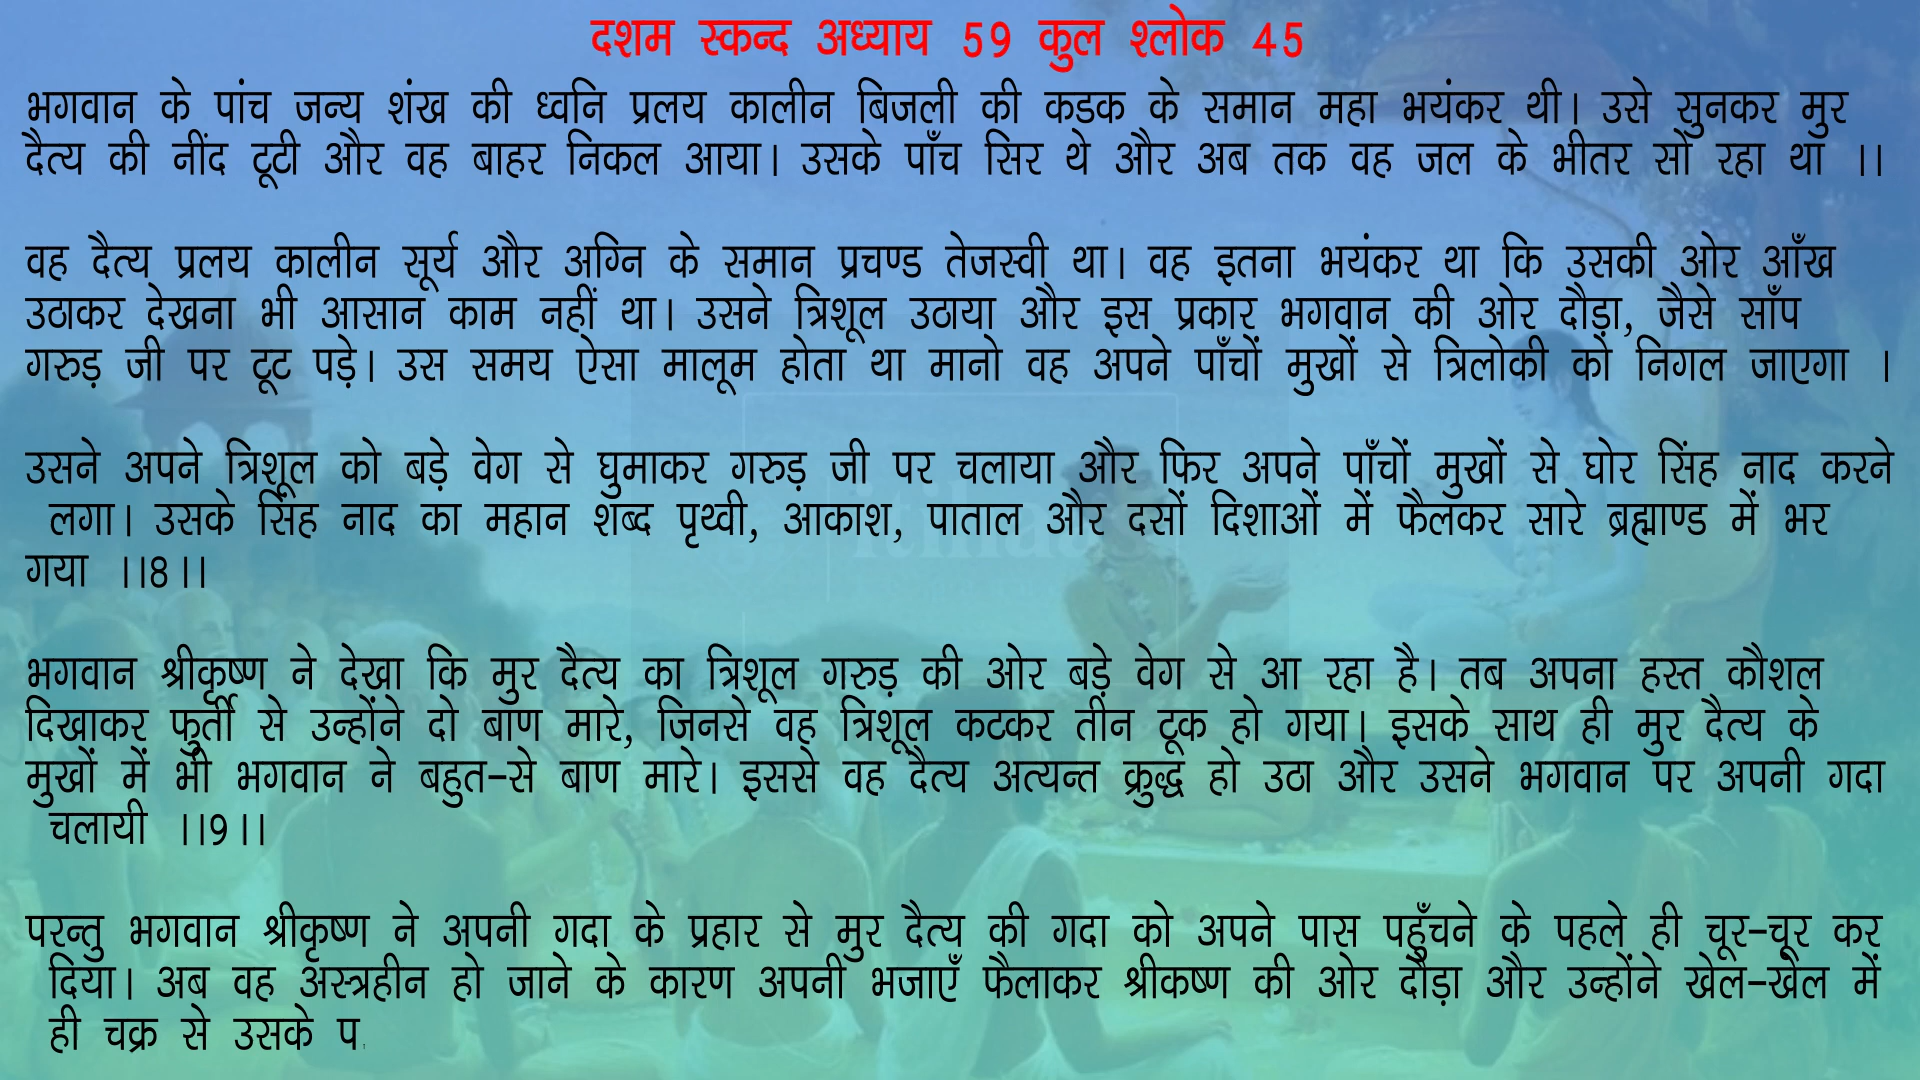 दशम स्कन्द अध्याय 59 कुल श्लोक 45
भगवान के पांच जन्य शंख की ध्वनि प्रलय कालीन बिजली की कडक के समान महा भयंकर थी। उसे सुनकर मुर
दैत्य की नींद टूटी और वह बाहर निकल आया। उसके पाँच सिर थे और अब तक वह जल के भीतर सो रहा था ।।
वह दैत्य प्रलय कालीन सूर्य और अग्नि के समान प्रचण्ड तेजस्वी था। वह इतना भयंकर था कि उसकी ओर आँख
उठाकर देखना भी आसान काम नहीं था। उसने त्रिशूल उठाया और इस प्रकार भगवान की ओर दौड़ा, जैसे साँप
गरुड़ जी पर टूट पड़े। उस समय ऐसा मालूम होता था मानो वह अपने पाँचों मुखों से त्रिलोकी को निगल जाएगा ।
उसने अपने त्रिशूल को बड़े वेग से घुमाकर गरुड़ जी पर चलाया और फिर अपने पाँचों मुखों से घोर सिंह नाद करने
लगा। उसके सिंह नाद का महान शब्द पृथ्वी, आकाश, पाताल और दसों दिशाओं में फैलकर सारे ब्रह्माण्ड में भर
गया ।।8।।
भगवान श्रीकृष्ण ने देखा कि मुर दैत्य का त्रिशूल गरुड़ की ओर बड़े वेग से आ रहा है। तब अपना हस्त कौशल
दिखाकर फुर्ती से उन्होंने दो बाण मारे, जिनसे वह त्रिशूल कटकर तीन टूक हो गया। इसके साथ ही मुर दैत्य के
मुखों में भी भगवान ने बहुत-से बाण मारे। इससे वह दैत्य अत्यन्त क्रुद्ध हो उठा और उसने भगवान पर अपनी गदा
चलायी ।।9।।
परन्तु भगवान श्रीकृष्ण ने अपनी गदा के प्रहार से मुर दैत्य की गदा को अपने पास पहुँचने के पहले ही चूर-चूर कर
दिया। अब वह अस्त्रहीन हो जाने के कारण अपनी भजाएँ फैलाकर श्रीकष्ण की ओर दौड़ा और उन्होंने खेल-खेल में
ही चक्र से उसके प